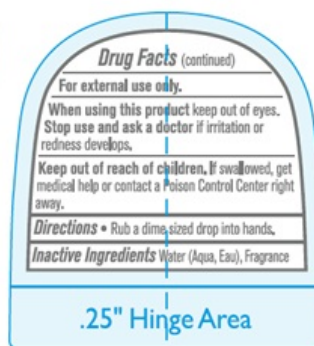 Drug Facts (continued)
For external use only.
When using this product keep out of eyes.
Stop use and ask a doctor if irritation or
redness develops.
Keep out of reach of children. If swallowed, get
medical help or contact a Poison Control Center right
away.
Directions • Rub a dime sized drop into hands.
Inactive Ingredients Water (Aqua, Eau), Fragrance
.25" Hinge Area